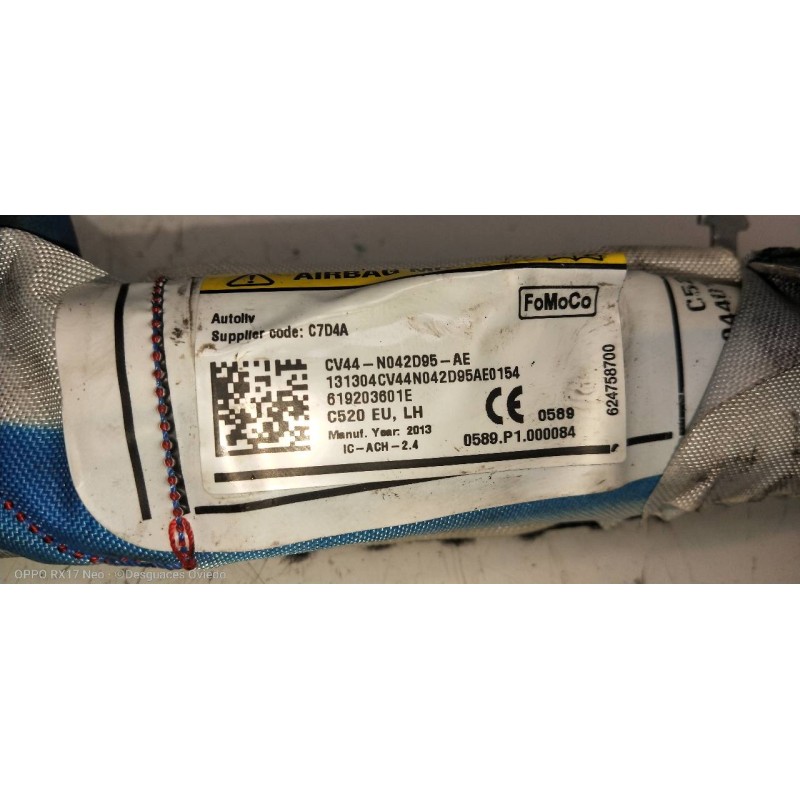 AIRBAG
FoMoCo
Autoliv
Supplier code: C7D4A
CV44-N042D95-AE
131304CV44N042D95AE0154
619203601E
C520 EU, LH
CE 0589
Manuf. Year: 2013
0589.P1.000084
IC-ACH-2.4
624758700
OPPO RX17 Neo · ©Desguaces Oviedo